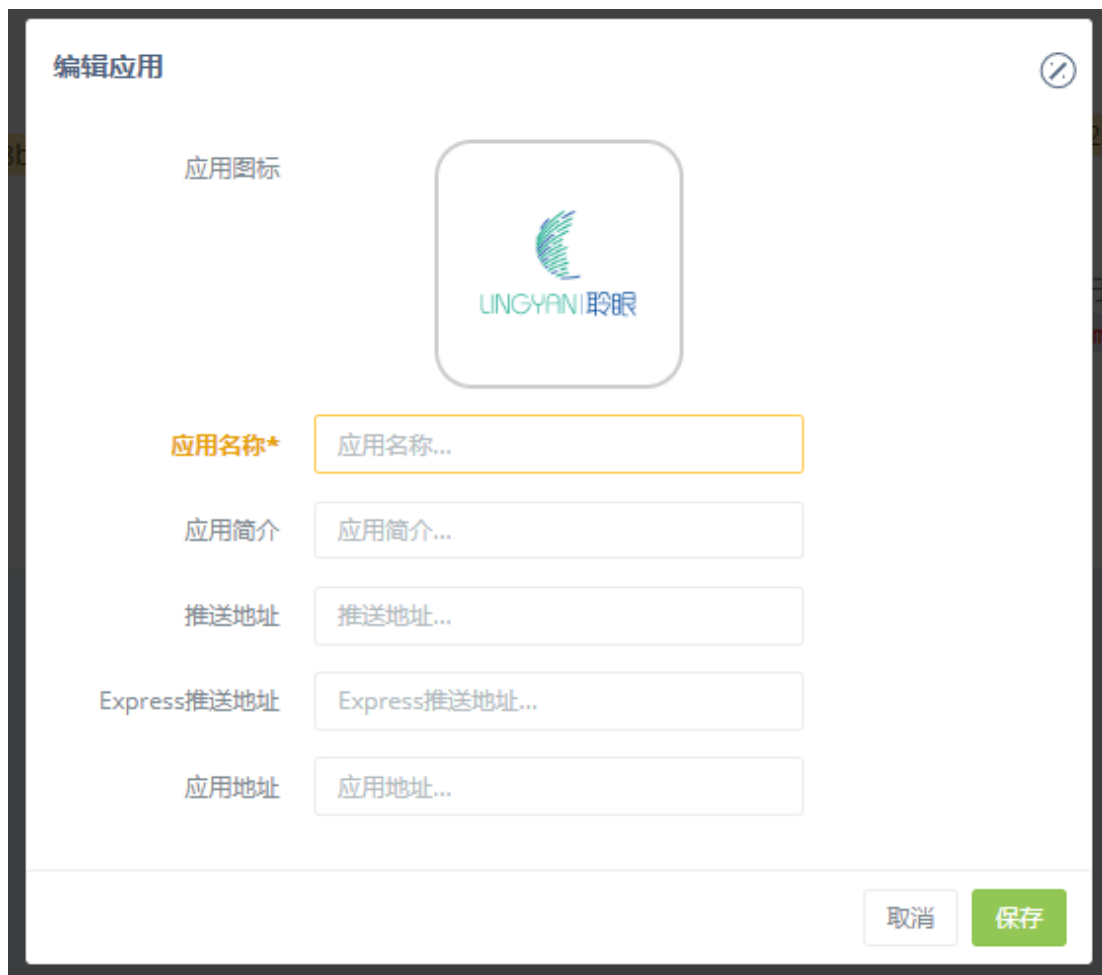 编辑应用
应用图标
LINGYAN|聆眼
应用名称* 应用名称...
应用简介 应用简介...
推送地址 推送地址...
Express推送地址 Express推送地址...
应用地址 应用地址...
取消 保存